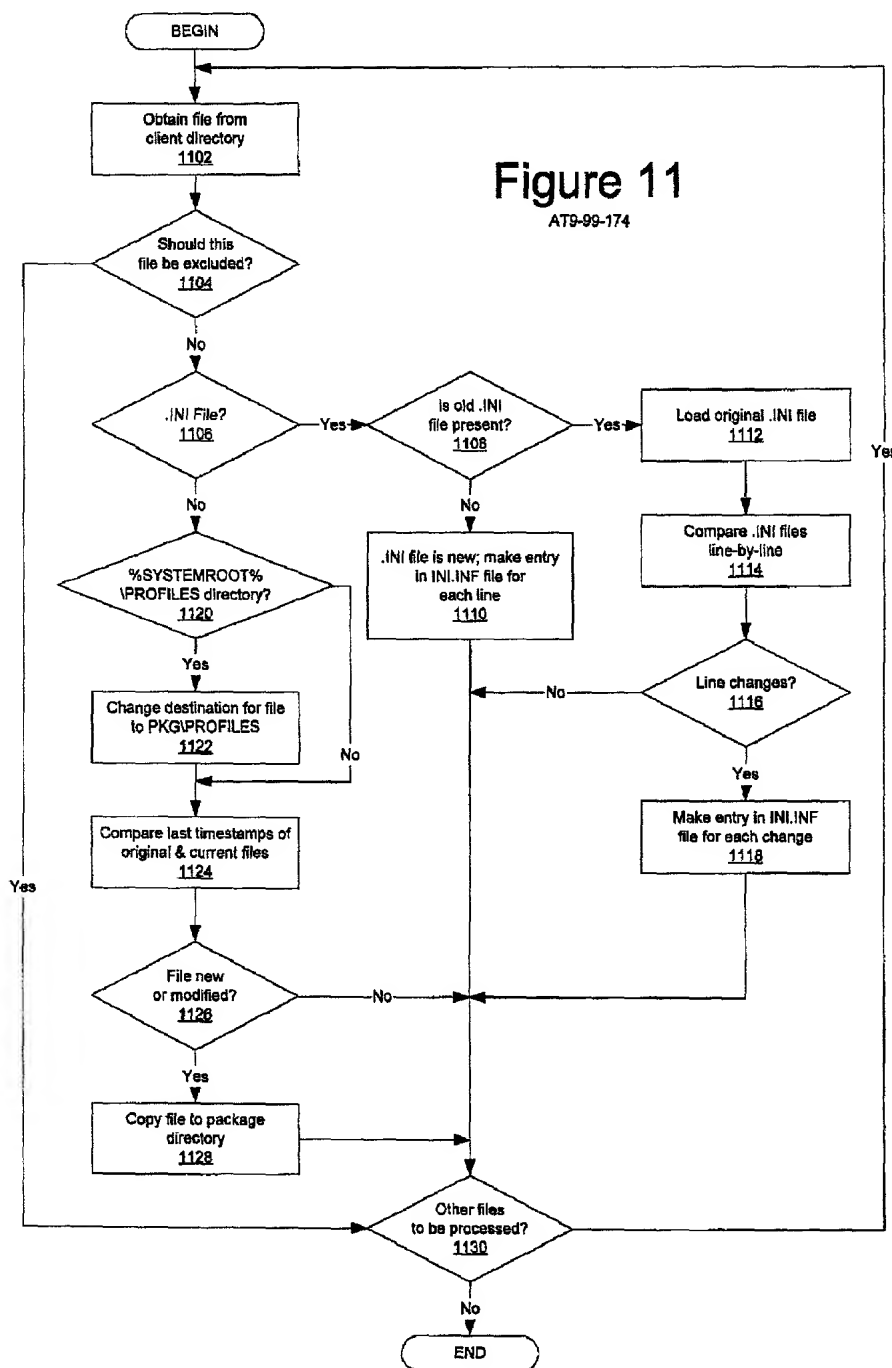 BEGIN
Obtain file from
client directory
1102
Figure 11
AT9-99-174
Should this
file be excluded?
1104
No
.INI File?
1106
Yes
Is old .INI
file present?
1108
Yes
Load original .INI file
1112
Yes
No
No
Compare .INI files
line-by-line
1114
%SYSTEMROOT%
\PROFILES directory?
1120
.INI file is new; make entry
in INI.INF file for
each line
1110
Yes
No
Line changes?
1116
Change destination for file
to PKG\PROFILES
1122
No
Yes
Compare last timestamps of
original & current files
1124
Make entry in INI.INF
file for each change
1118
Yes
File new
or modified?
1126
No
Yes
Copy file to package
directory
1128
Other files
to be processed?
1130
No
END